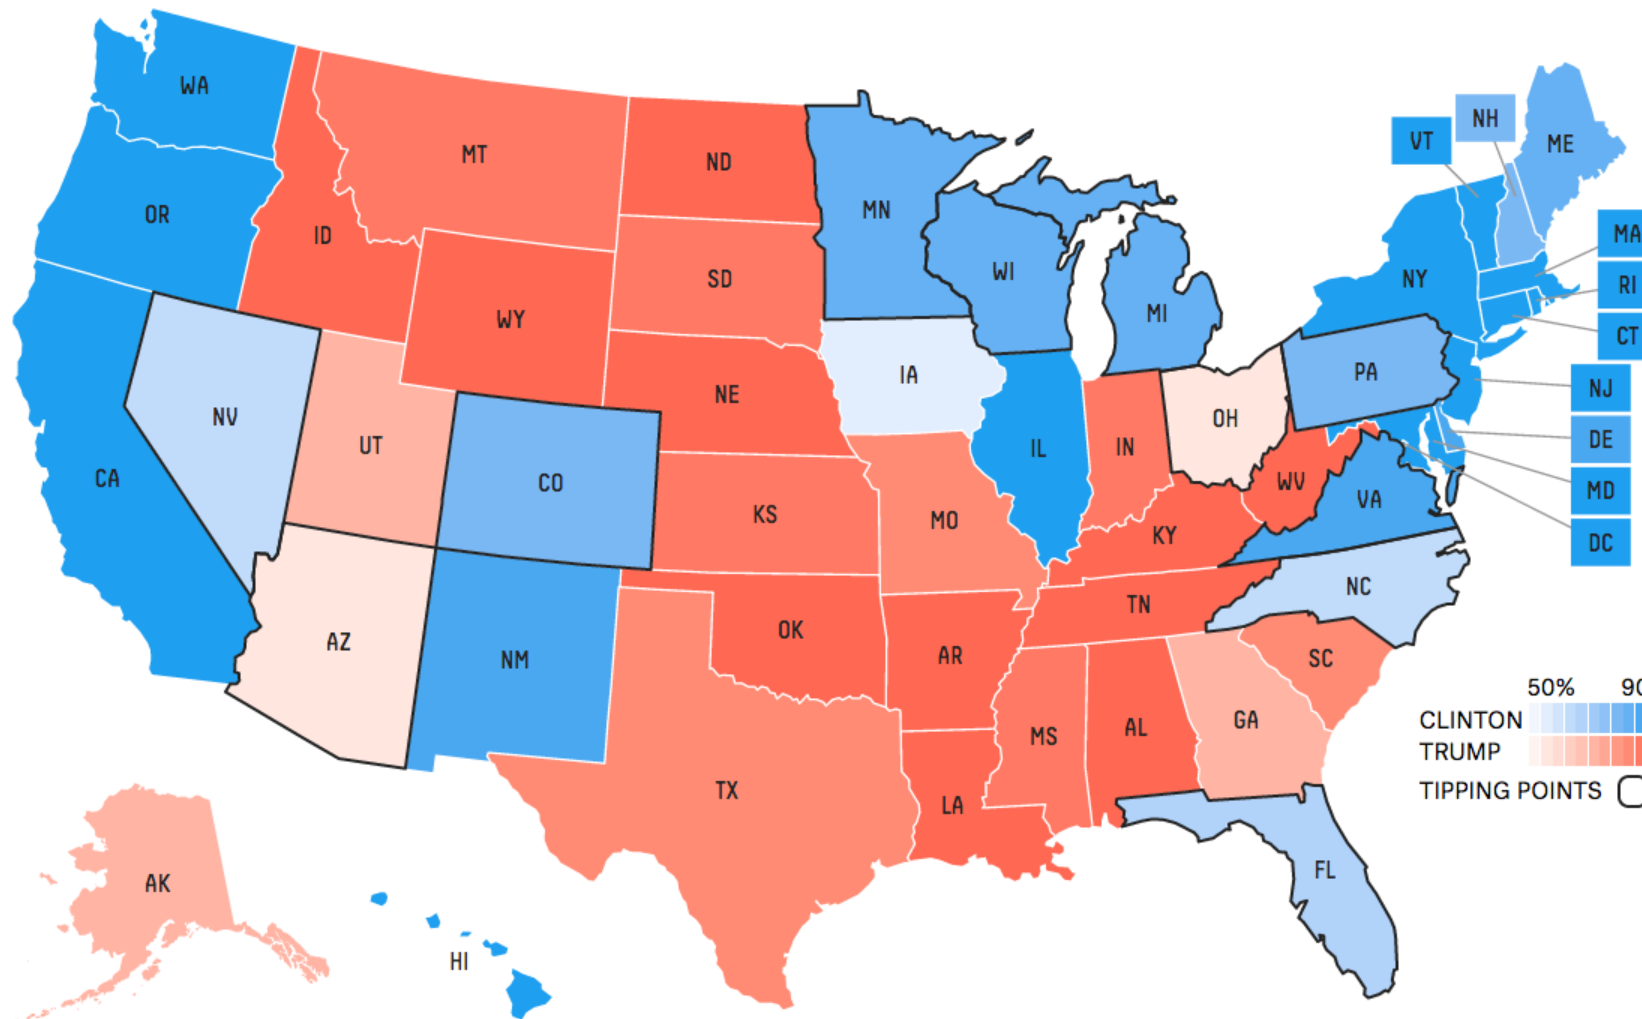 WA
MT
ND
MN
VT
NH
ME
OR
ID
SD
WI
MI
NY
MA
RI
CT
WY
NE
IA
PA
NJ
NV
UT
CO
IL
IN
OH
WV
VA
DE
MD
DC
CA
KS
MO
KY
AZ
NM
OK
AR
TN
NC
SC
TX
LA
MS
AL
GA
FL
AK
HI
50% 90
CLINTON
TRUMP
TIPPING POINTS